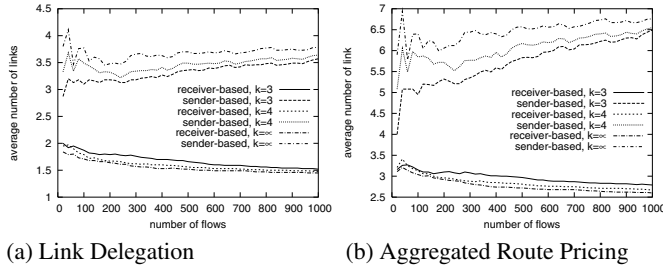 4.5
4
3.5
3
2.5
2
1.5
1
average number of links
receiver-based, k=3
sender-based, k=3
receiver-based, k=4
sender-based, k=4
receiver-based, k=∞
sender-based, k=∞
0 100 200 300 400 500 600 700 800 900 1000
number of flows
(a) Link Delegation
7
6.5
6
5.5
5
4.5
4
3.5
3
2.5
2
average number of link
receiver-based, k=3
sender-based, k=3
receiver-based, k=4
sender-based, k=4
receiver-based, k=∞
sender-based, k=∞
0 100 200 300 400 500 600 700 800 900 1000
number of flows
(b) Aggregated Route Pricing